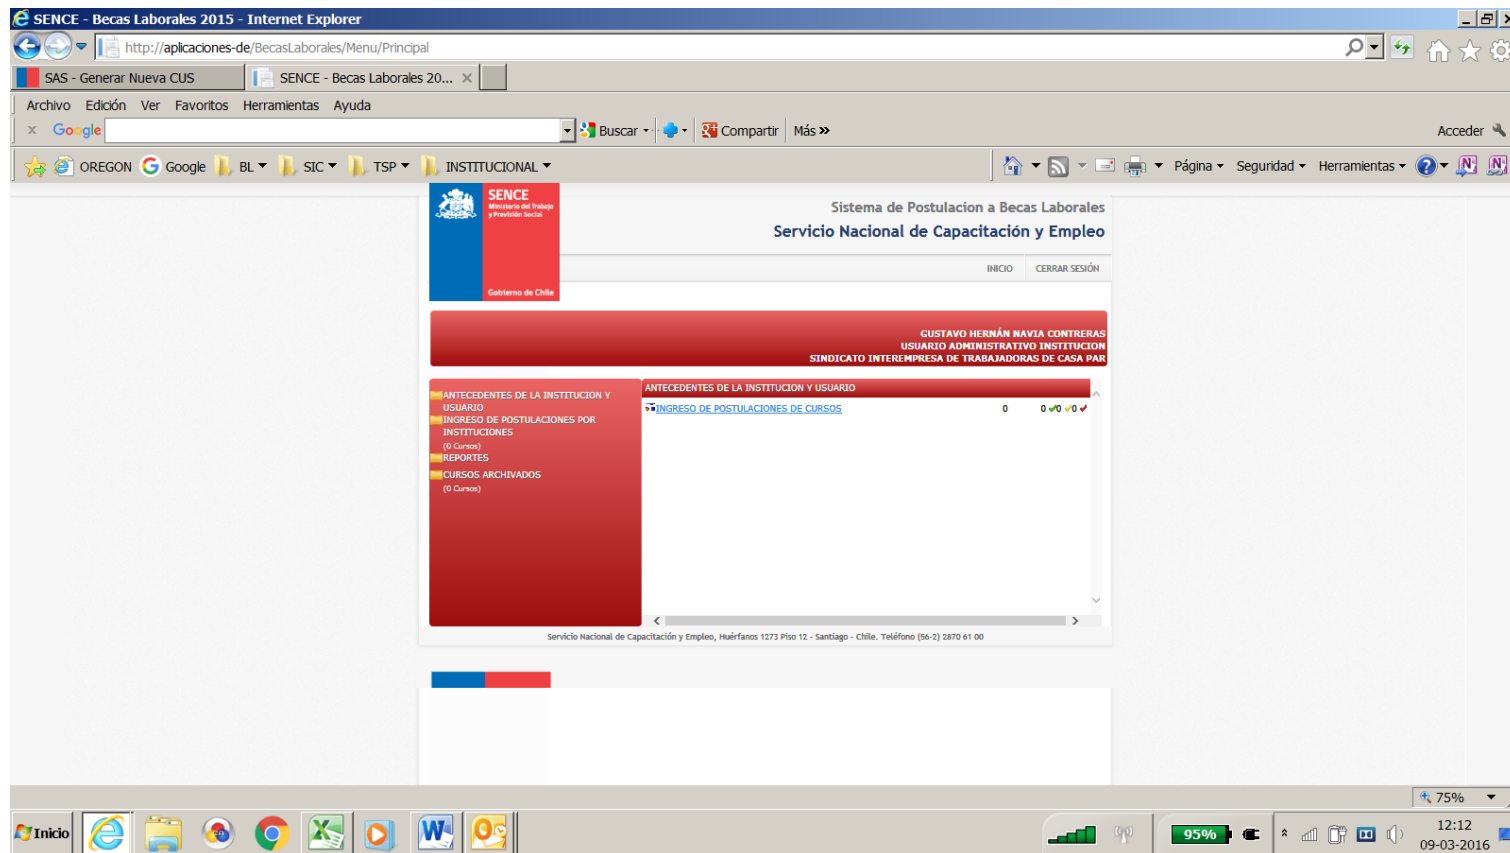 SENCE - Becas Laborales 2015 - Internet Explorer
http://aplicaciones-de/BecasLaborales/Menu/Principal
SAS - Generar Nueva CUS
SENCE - Becas Laborales 20...
Archivo Edición Ver Favoritos Herramientas Ayuda
x Google Buscar Compartir Más » Acceder
OREGON Google BL SIC TSP INSTITUCIONAL Página Seguridad Herramientas
SENCE
Ministerio del Trabajo
y Previsión Social
Gobierno de Chile
Sistema de Postulacion a Becas Laborales
Servicio Nacional de Capacitación y Empleo
INICIO CERRAR SESIÓN
GUSTAVO HERNÁN NAVIA CONTRERAS
USUARIO ADMINISTRATIVO INSTITUCION
SINDICATO INTEREMPRESA DE TRABAJADORAS DE CASA PAR
ANTECEDENTES DE LA INSTITUCION Y
USUARIO
INGRESO DE POSTULACIONES POR
INSTITUCIONES
(0 Cursos)
REPORTES
CURSOS ARCHIVADOS
(0 Cursos)
ANTECEDENTES DE LA INSTITUCION Y USUARIO
INGRESO DE POSTULACIONES DE CURSOS 0 0 0 0
Servicio Nacional de Capacitación y Empleo, Huérfanos 1273 Piso 12 - Santiago - Chile. Teléfono (56-2) 2870 61 00
75%
Inicio
95%
12:12
09-03-2016